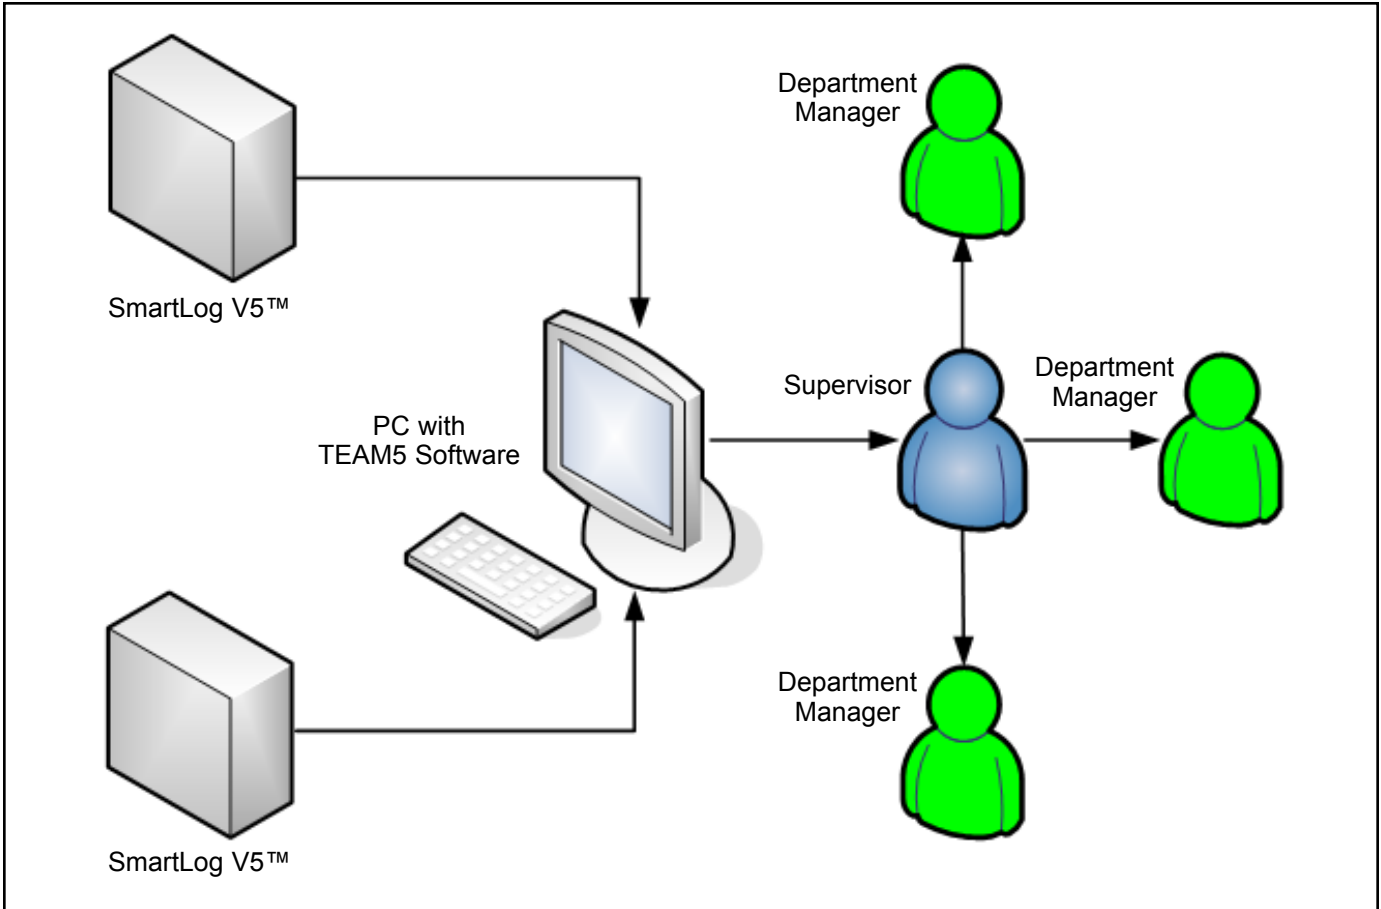 Department
Manager
SmartLog V5™
Supervisor
Department
Manager
PC with
TEAM5 Software
Department
Manager
SmartLog V5™